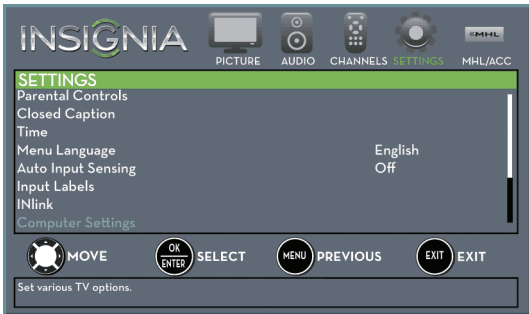 INSIGNIA
PICTURE AUDIO CHANNELS SETTINGS MHL MHL/ACC
SETTINGS
Parental Controls
Closed Caption
Time
Menu Language English
Auto Input Sensing Off
Input Labels
INlink
Computer Settings
MOVE OK ENTER SELECT MENU PREVIOUS EXIT EXIT
Set various TV options.